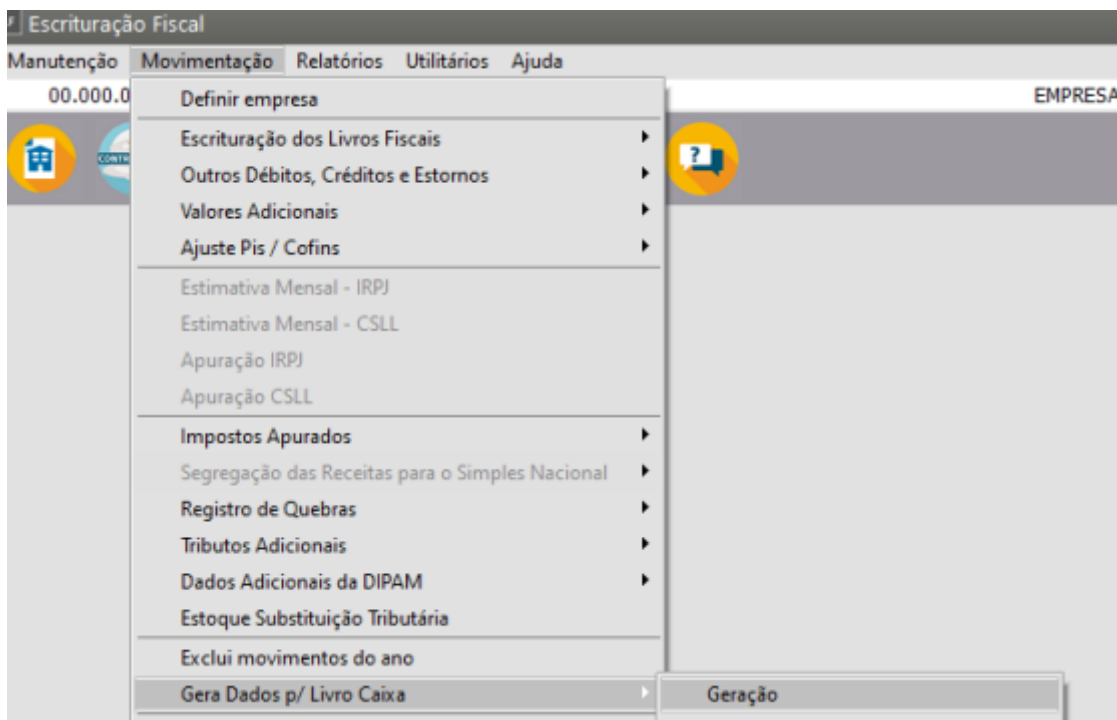 Escrituração Fiscal
Manutenção Movimentação Relatórios Utilitários Ajuda
00.000.0 EMPRESA
Definir empresa
CONTR
Escrituração dos Livros Fiscais
?
Outros Débitos, Créditos e Estornos
Valores Adicionais
Ajuste Pis / Cofins
Estimativa Mensal - IRPJ
Estimativa Mensal - CSLL
Apuração IRPJ
Apuração CSLL
Impostos Apurados
Segregação das Receitas para o Simples Nacional
Registro de Quebras
Tributos Adicionais
Dados Adicionais da DIPAM
Estoque Substituição Tributária
Exclui movimentos do ano
Gera Dados p/ Livro Caixa Geração